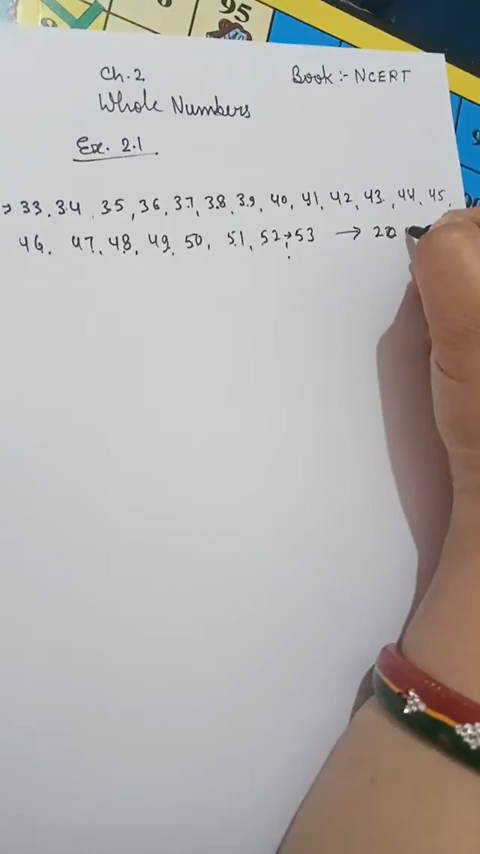 95
Ch. 2
Book :- NCERT
Whole Numbers
Ex. 2.1
→ 33, 34, 35, 36, 37, 38, 39, 40, 41, 42, 43, 44, 45,
46, 47, 48, 49, 50, 51, 52, 53 → 20